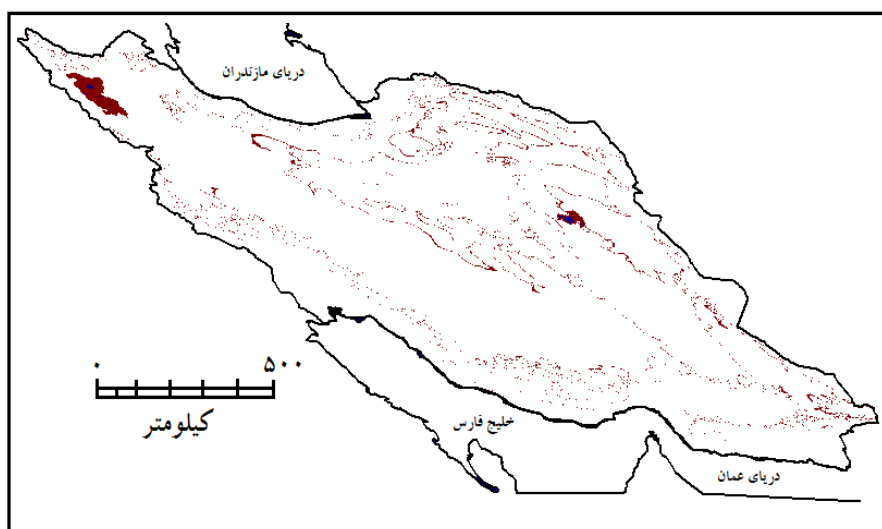 دریای مازندران
۰ ۵۰۰
کیلومتر
خلیج فارس
دریای عمان